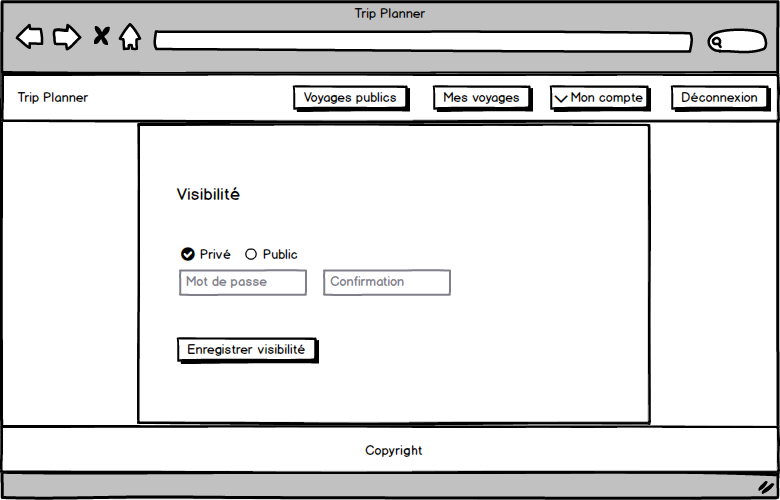 Trip Planner
Trip Planner
Voyages publics
Mes voyages
Mon compte
Déconnexion
Visibilité
Privé
Public
Mot de passe
Confirmation
Enregistrer visibilité
Copyright